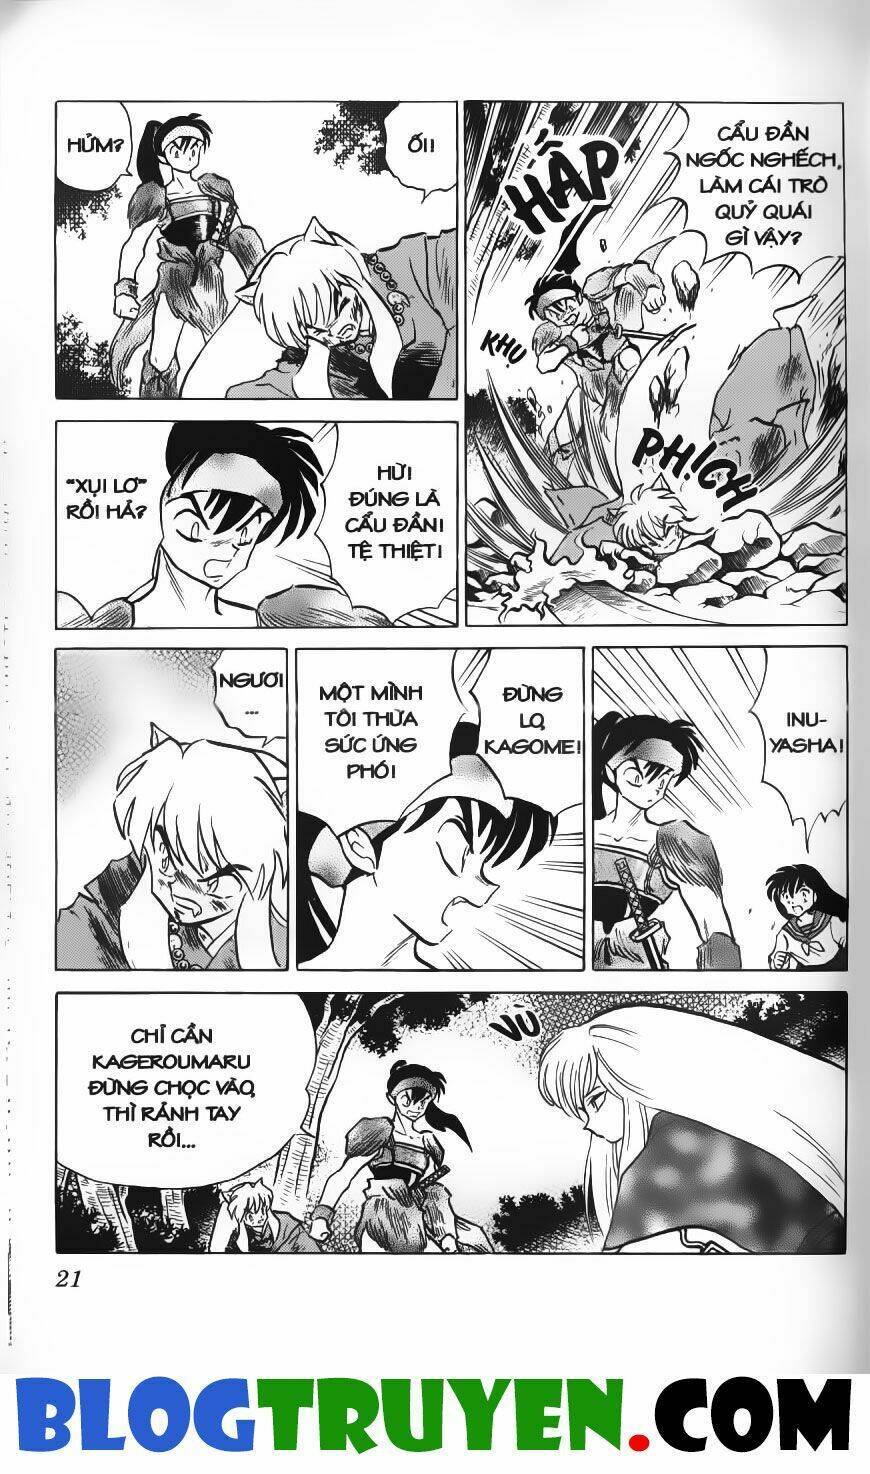 CẨU ĐẦN
NGỐC NGHẾCH,
LÀM CÁI TRÒ
QUỶ QUÁI
GÌ VẬY?
HẤP
KHỤ
PHỊCH
ỐI!
HỬM?
HỪ!
ĐÚNG LÀ
CẨU ĐẦN!
TỆ THIỆT!
"XỤI LƠ"
RỒI HẢ?
INU-
YASHA!
ĐỪNG
LO,
KAGOME!
MỘT MÌNH
TÔI THỪA
SỨC ỨNG
PHÓ!
NGƯƠI
...
VÙ
CHỈ CẦN
KAGEROUMARU
ĐỪNG CHỌC VÀO,
THÌ RẢNH TAY
RỒI...
21
BLOGTRUYEN.COM